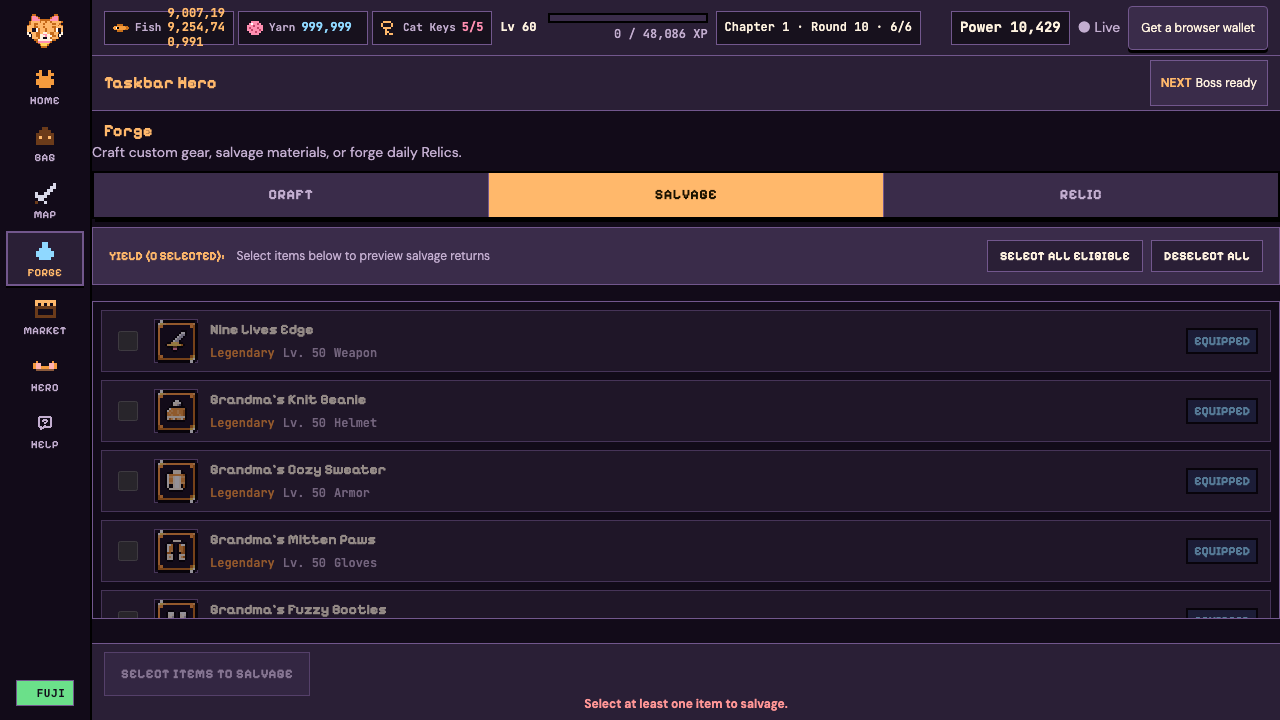 Fish 9,007,19
9,254,74
0,991
Yarn 999,999
Cat Keys 5/5
Lv 60
0 / 48,086 XP
Chapter 1 · Round 10 · 6/6
Power 10,429
Live
Get a browser wallet
HOME
BAG
MAP
FORGE
MARKET
HERO
HELP
FUJI
Taskbar Hero
NEXT Boss ready
Forge
Craft custom gear, salvage materials, or forge daily Relics.
CRAFT
SALVAGE
RELIC
YIELD (0 SELECTED):
Select items below to preview salvage returns
SELECT ALL ELIGIBLE
DESELECT ALL
Nine Lives Edge
Legendary Lv. 50 Weapon
EQUIPPED
Grandma's Knit Beanie
Legendary Lv. 50 Helmet
EQUIPPED
Grandma's Cozy Sweater
Legendary Lv. 50 Armor
EQUIPPED
Grandma's Mitten Paws
Legendary Lv. 50 Gloves
EQUIPPED
Grandma's Fuzzy Booties
EQUIPPED
SELECT ITEMS TO SALVAGE
Select at least one item to salvage.